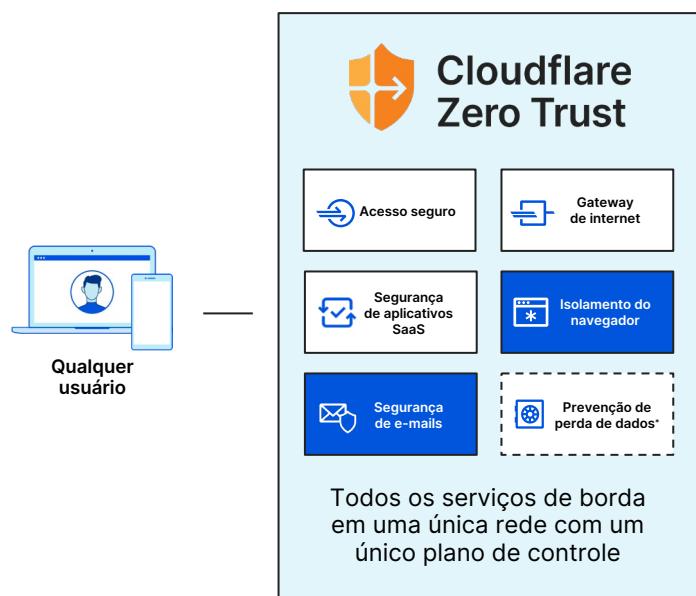 Cloudflare
Zero Trust
Acesso seguro
Gateway
de internet
Segurança
de aplicativos
SaaS
Isolamento do
navegador
Qualquer
usuário
Segurança
de e-mails
Prevenção de
perda de dados*
Todos os serviços de borda
em uma única rede com um
único plano de controle